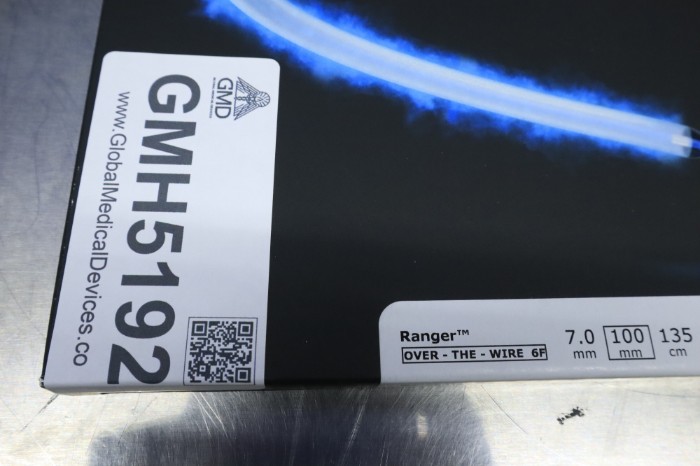 GMD
GMH5192
www.GlobalMedicalDevices.co
Ranger™
OVER - THE - WIRE 6F
7.0 mm
100 mm
135 cm